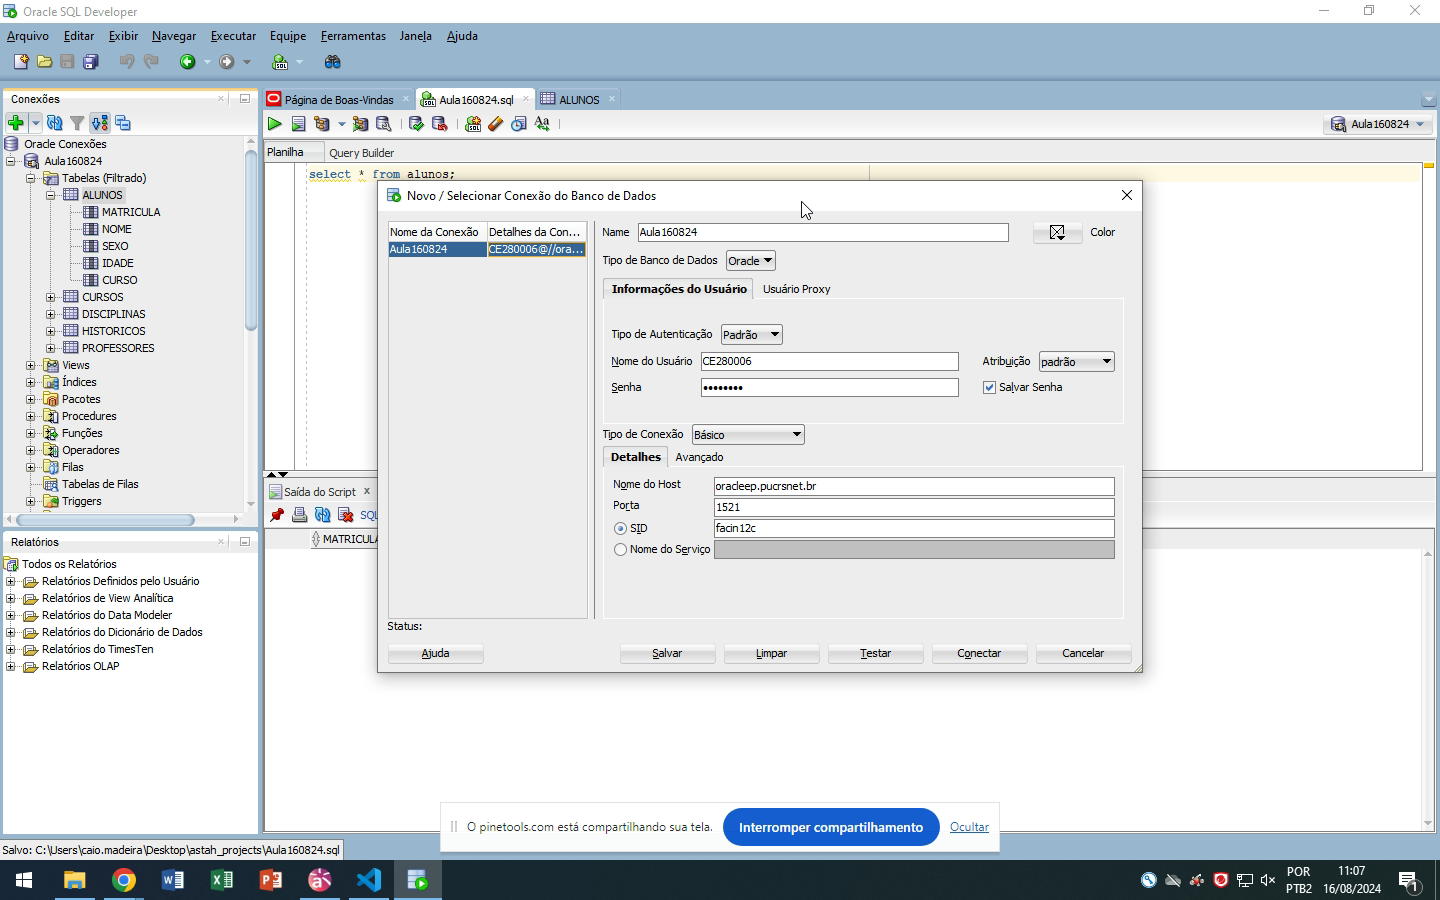 Oracle SQL Developer
Arquivo Editar Exibir Navegar Executar Equipe Ferramentas Janela Ajuda
Conexões
Oracle Conexões
Aula160824
Tabelas (Filtrado)
ALUNOS
MATRICULA
NOME
SEXO
IDADE
CURSO
CURSOS
DISCIPLINAS
HISTORICOS
PROFESSORES
Views
Índices
Pacotes
Procedures
Funções
Operadores
Filas
Tabelas de Filas
Triggers
Relatórios
Todos os Relatórios
Relatórios Definidos pelo Usuário
Relatórios de View Analítica
Relatórios do Data Modeler
Relatórios do Dicionário de Dados
Relatórios do TimesTen
Relatórios OLAP
Página de Boas-Vindas Aula160824.sql ALUNOS
Aula160824
Planilha Query Builder
select * from alunos;
Saída do Script x
SQL
MATRICULA
Novo / Selecionar Conexão do Banco de Dados
Nome da Conexão Detalhes da Con...
Aula160824 CE280006@//ora...
Name Aula160824 Color
Tipo de Banco de Dados Oracle
Informações do Usuário Usuário Proxy
Tipo de Autenticação Padrão
Nome do Usuário CE280006 Atribuição padrão
Senha •••••••• Salvar Senha
Tipo de Conexão Básico
Detalhes Avançado
Nome do Host oracleep.pucrsnet.br
Porta 1521
SID facin12c
Nome do Serviço
Status:
Ajuda Salvar Limpar Testar Conectar Cancelar
O pinetools.com está compartilhando sua tela. Interromper compartilhamento Ocultar
Salvo: C:\Users\caio.madeira\Desktop\astah_projects\Aula160824.sql
POR
PTB2
11:07
16/08/2024
1